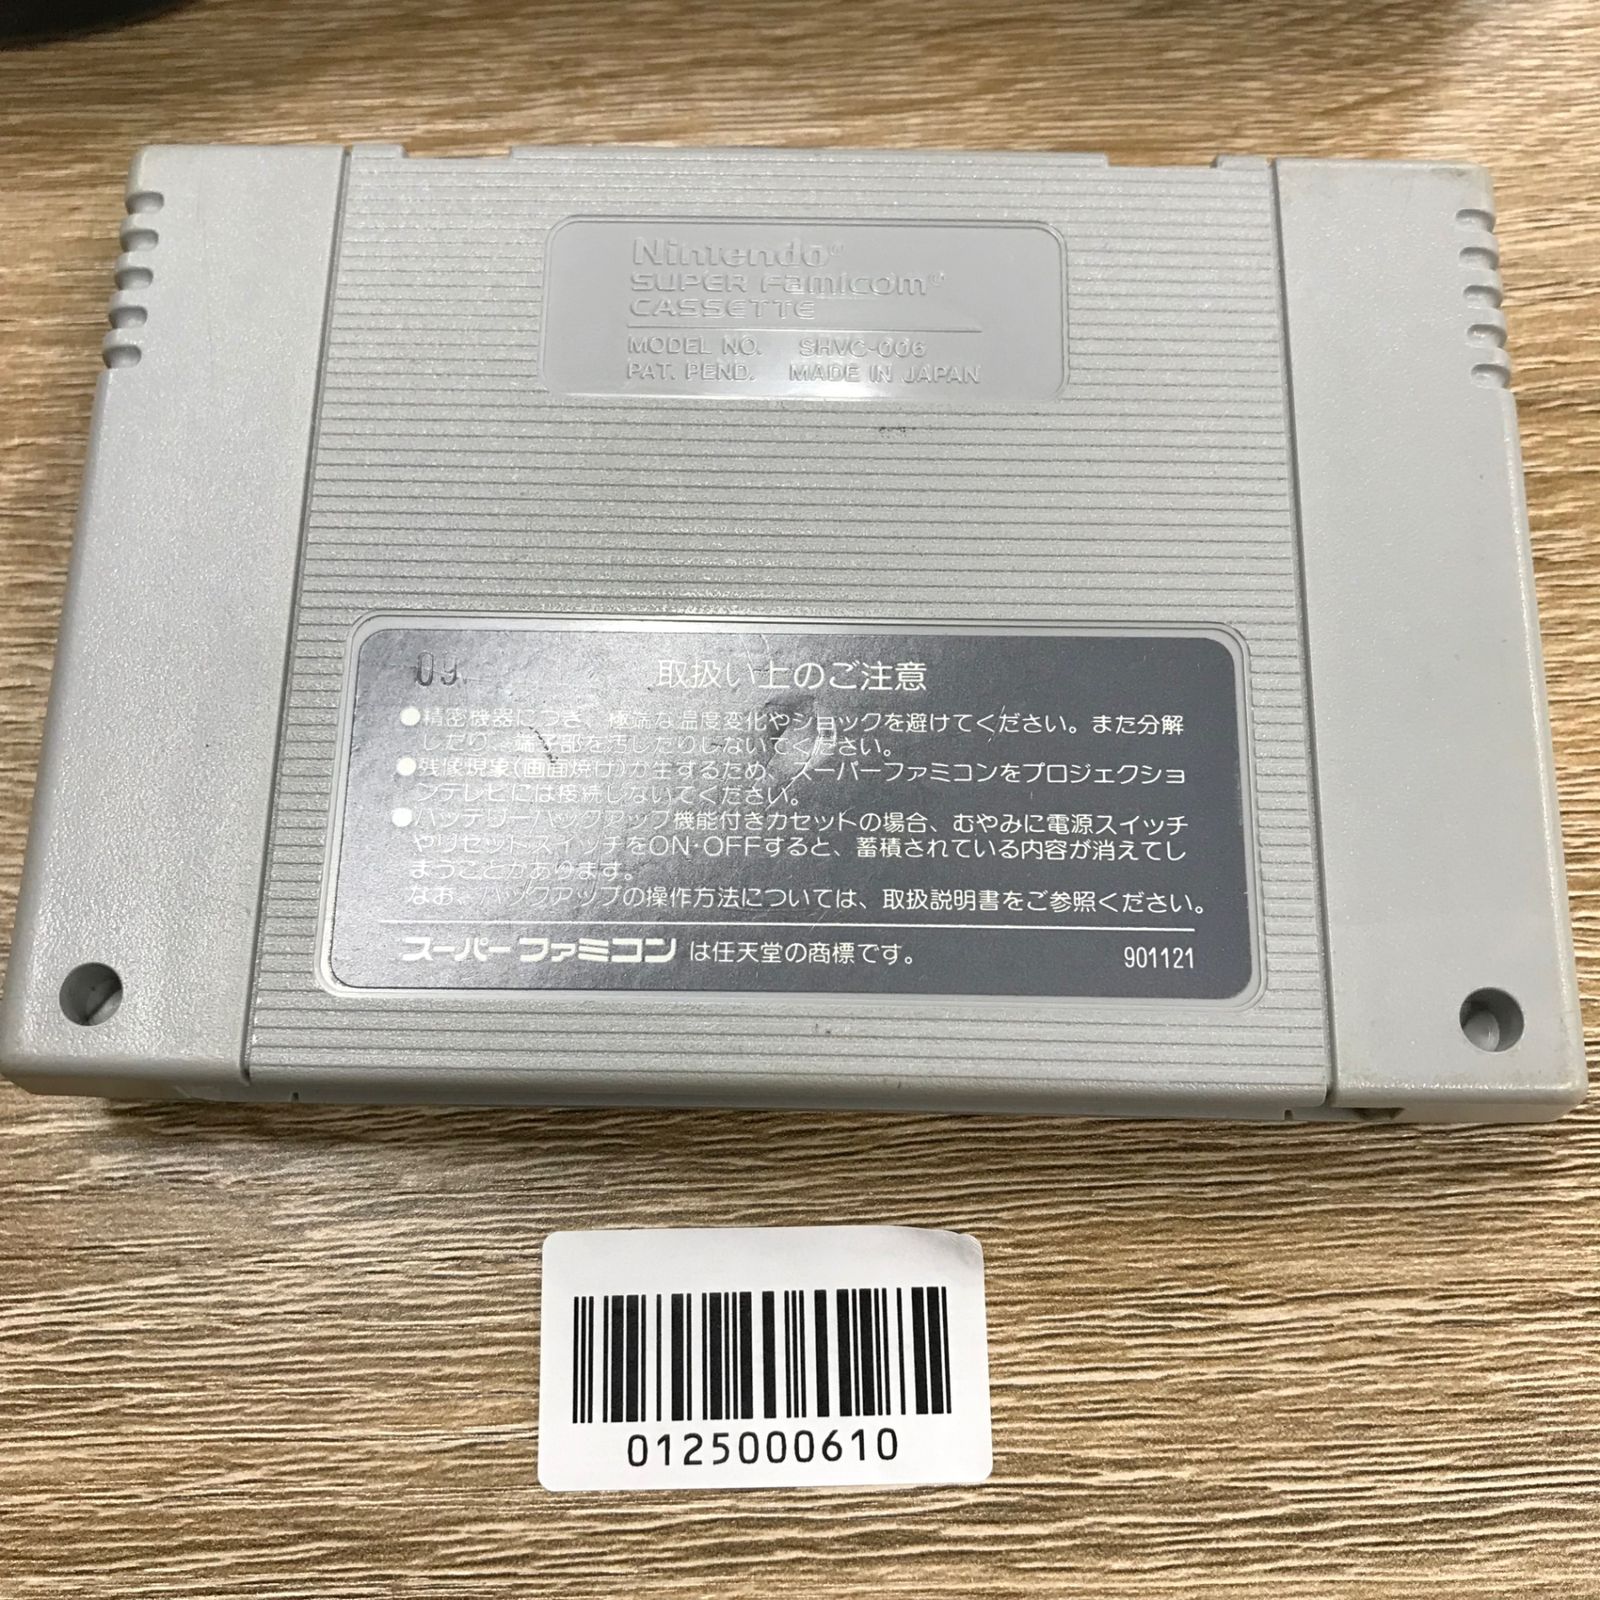 Nintendo®
SUPER Famicom®
CASSETTE
MODEL NO. SHVC-006
PAT. PEND. MADE IN JAPAN
09
取扱い上のご注意
●精密機器につき、極端な温度変化やショックを避けてください。また分解
したり、端子部を汚したりしないでください。
●残像現象(画面焼け)が生ずるため、スーパーファミコンをプロジェクショ
ンテレビには接続しないでください。
●バッテリーバックアップ機能付きカセットの場合、むやみに電源スイッチ
やリセットスイッチをON・OFFすると、蓄積されている内容が消えてし
まうことがあります。
なお、バックアップの操作方法については、取扱説明書をご参照ください。
スーパーファミコン は任天堂の商標です。 901121
0125000610